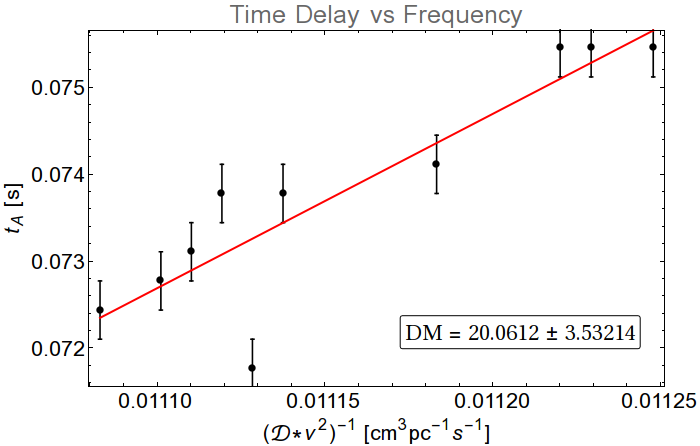 Time Delay vs Frequency
t_A [s]
0.075
0.074
0.073
0.072
DM = 20.0612 ± 3.53214
0.01110 0.01115 0.01120 0.01125
(𝒟*ν²)⁻¹ [cm³pc⁻¹s⁻¹]